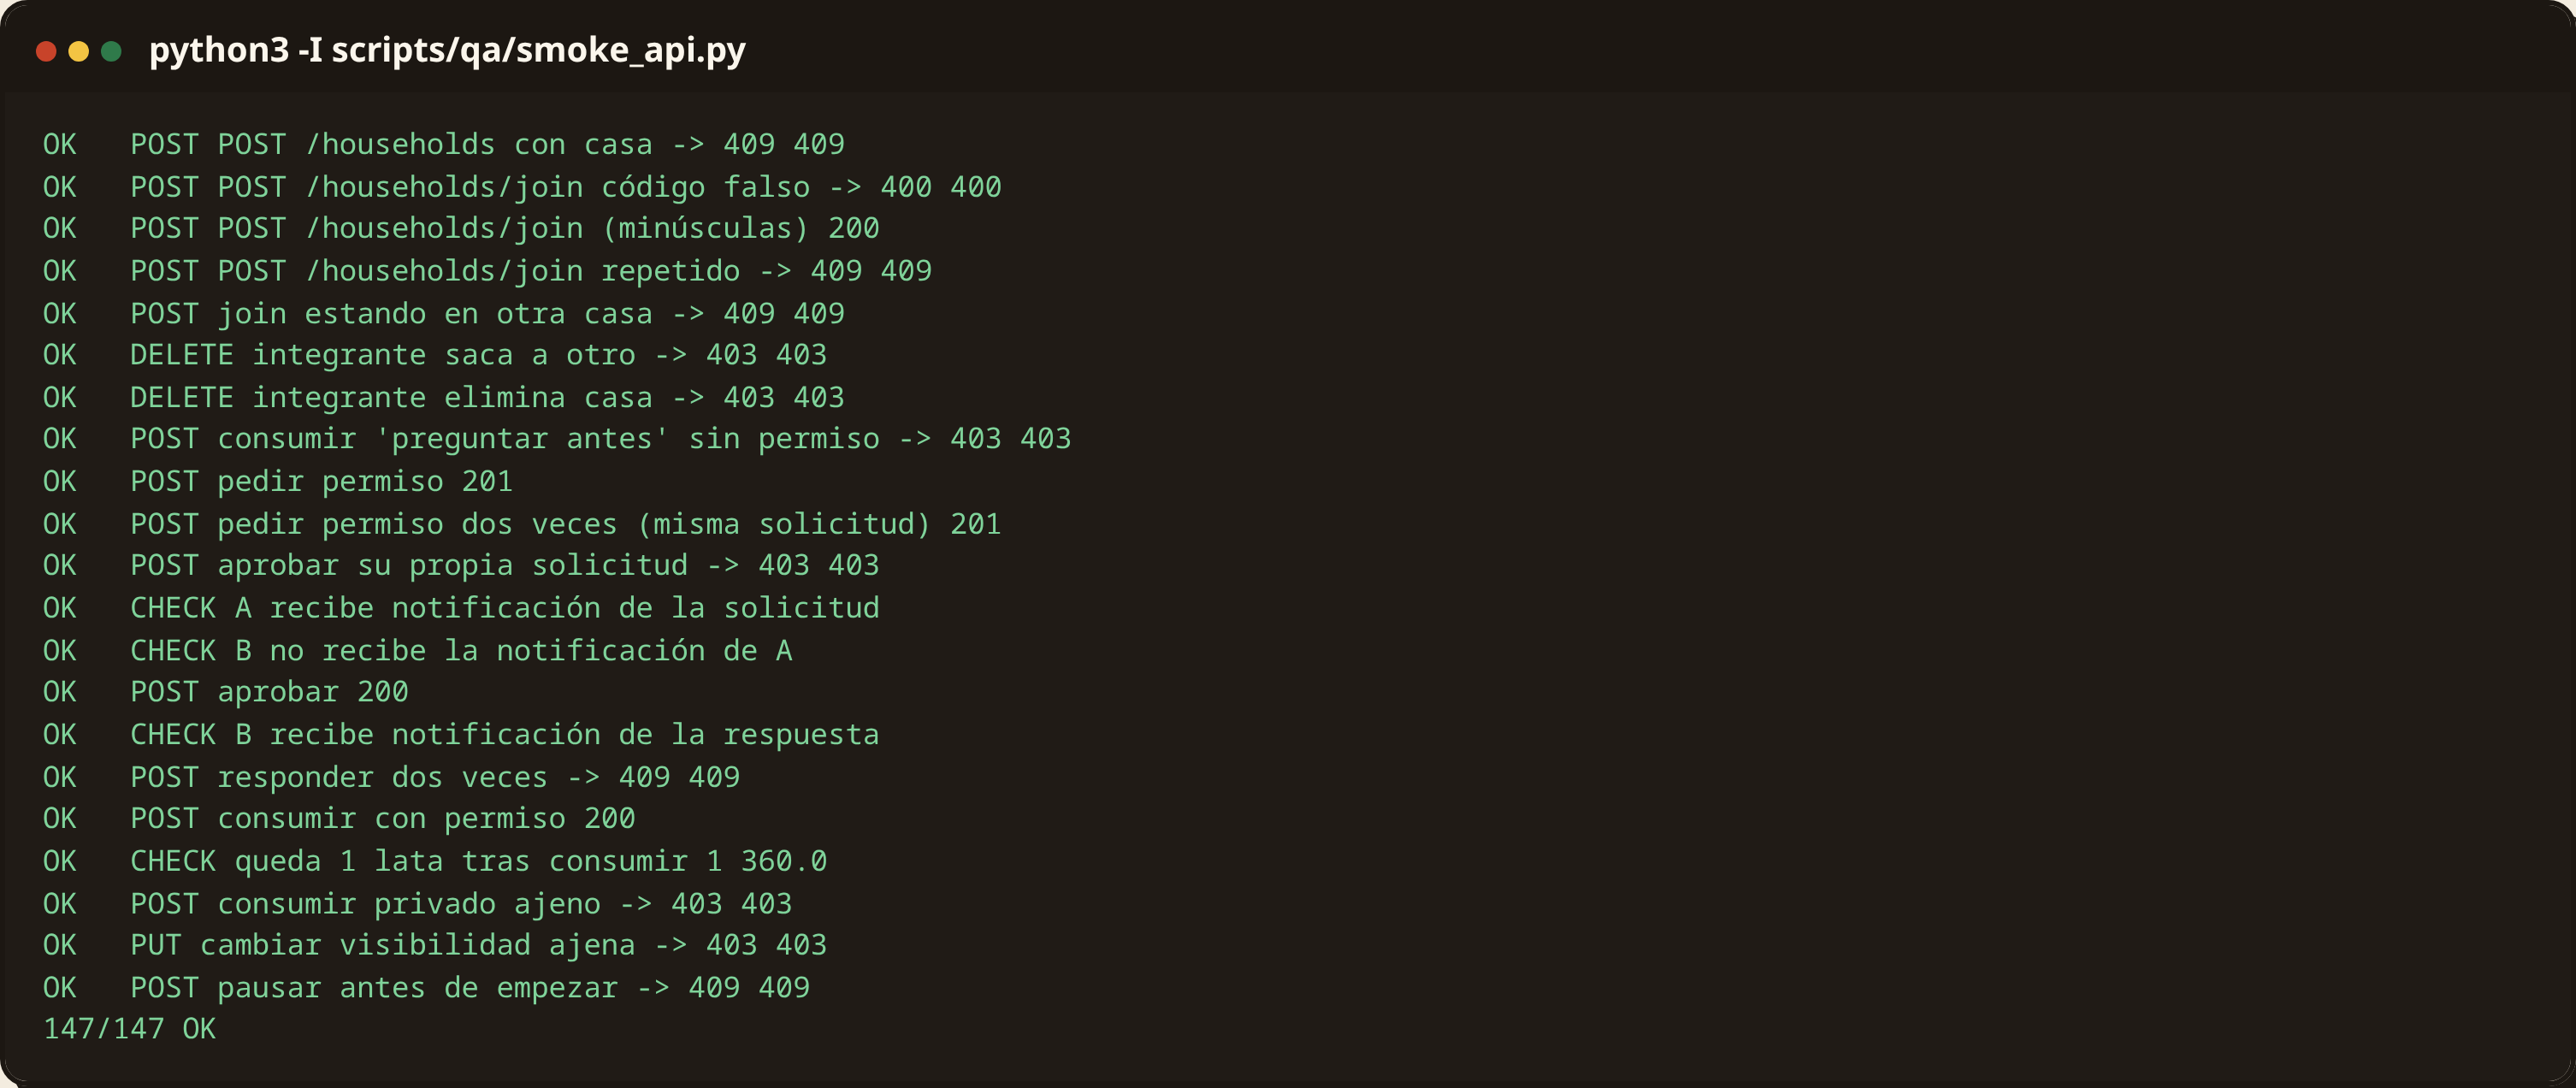 python3 -I scripts/qa/smoke_api.py
OK   POST POST /households con casa -> 409 409
OK   POST POST /households/join código falso -> 400 400
OK   POST POST /households/join (minúsculas) 200
OK   POST POST /households/join repetido -> 409 409
OK   POST join estando en otra casa -> 409 409
OK   DELETE integrante saca a otro -> 403 403
OK   DELETE integrante elimina casa -> 403 403
OK   POST consumir 'preguntar antes' sin permiso -> 403 403
OK   POST pedir permiso 201
OK   POST pedir permiso dos veces (misma solicitud) 201
OK   POST aprobar su propia solicitud -> 403 403
OK   CHECK A recibe notificación de la solicitud
OK   CHECK B no recibe la notificación de A
OK   POST aprobar 200
OK   CHECK B recibe notificación de la respuesta
OK   POST responder dos veces -> 409 409
OK   POST consumir con permiso 200
OK   CHECK queda 1 lata tras consumir 1 360.0
OK   POST consumir privado ajeno -> 403 403
OK   PUT cambiar visibilidad ajena -> 403 403
OK   POST pausar antes de empezar -> 409 409
147/147 OK